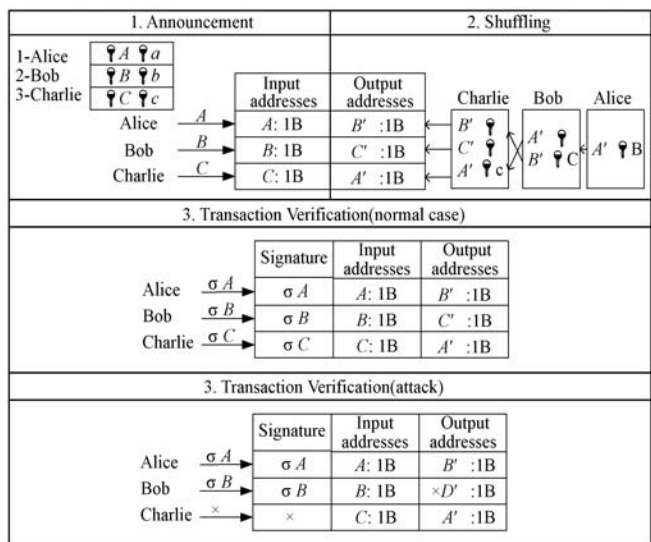 1. Announcement
2. Shuffling
1-Alice A a
2-Bob B b
3-Charlie C c
Input addresses
Output addresses
Alice A A: 1B B′ :1B
Bob B B: 1B C′ :1B
Charlie C C: 1B A′ :1B
Charlie
B′
C′
A′ c
Bob
A′
B′ C
Alice
A′ B
3. Transaction Verification(normal case)
Signature
Input addresses
Output addresses
Alice σ A σ A A: 1B B′ :1B
Bob σ B σ B B: 1B C′ :1B
Charlie σ C σ C C: 1B A′ :1B
3. Transaction Verification(attack)
Signature
Input addresses
Output addresses
Alice σ A σ A A: 1B B′ :1B
Bob σ B σ B B: 1B ×D′ :1B
Charlie × × C: 1B A′ :1B